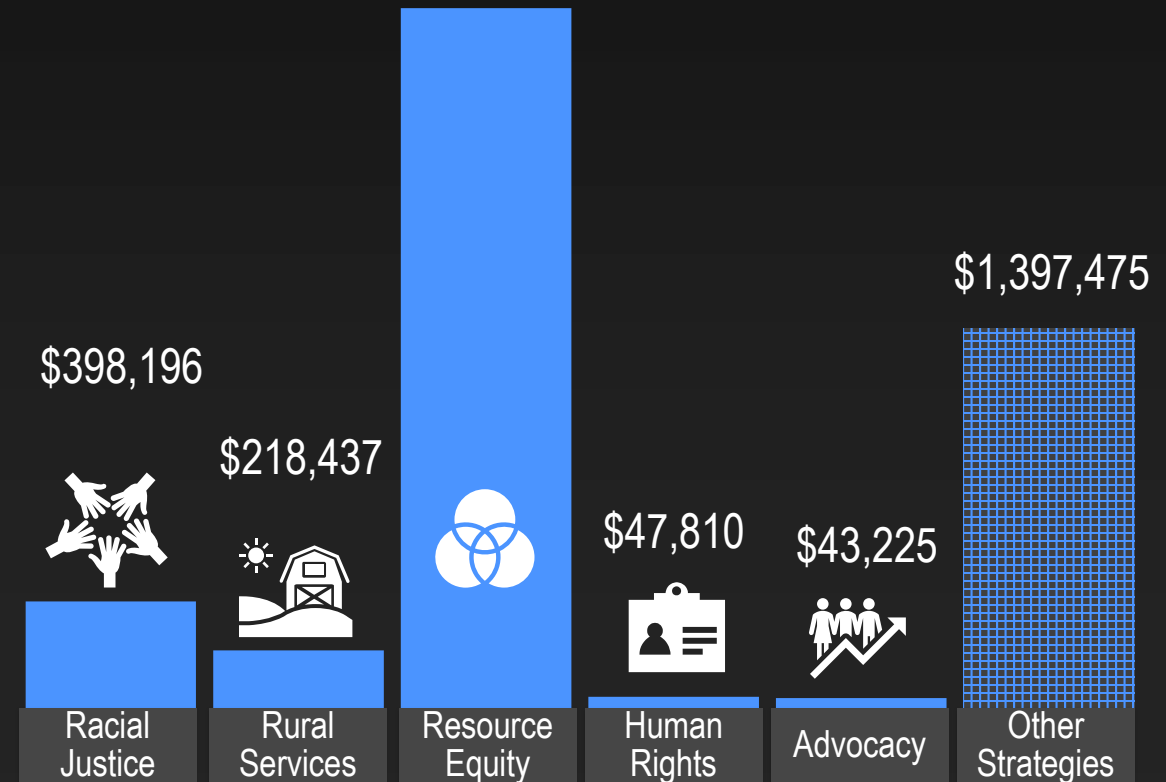 $1,397,475
$398,196
$218,437
$47,810
$43,225
Racial
Justice
Rural
Services
Resource
Equity
Human
Rights
Advocacy
Other
Strategies